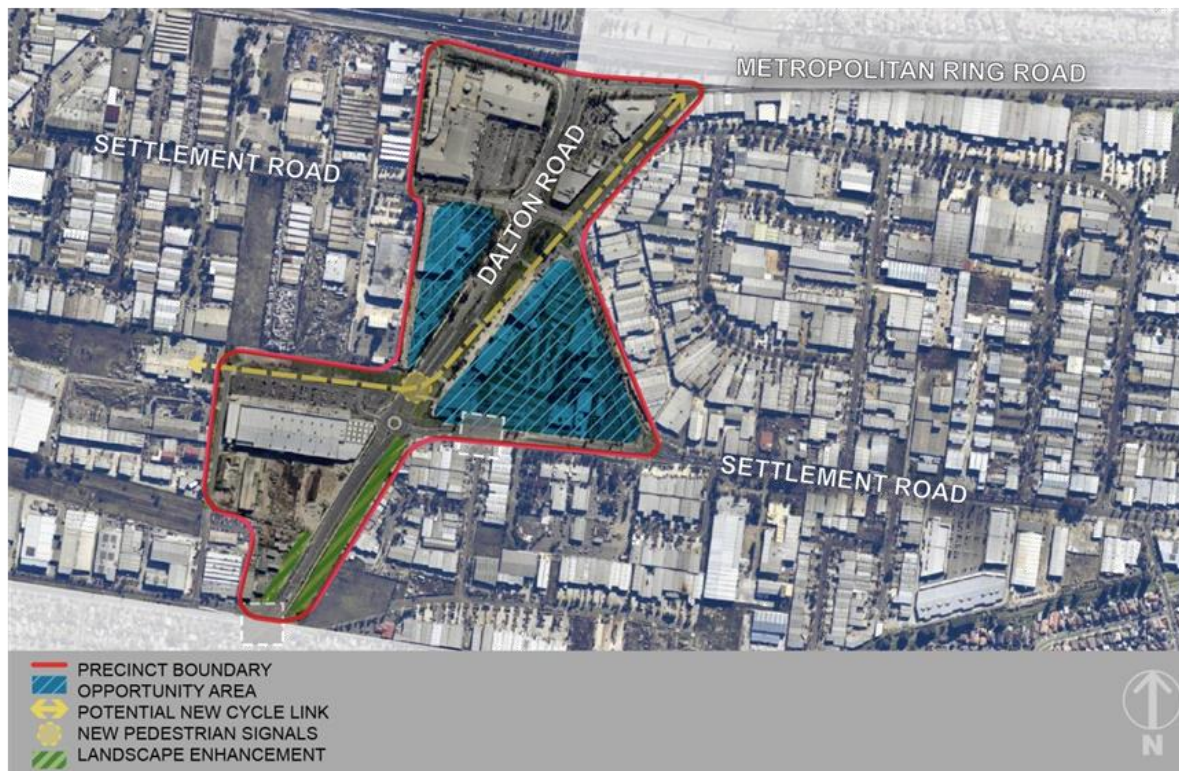 METROPOLITAN RING ROAD
SETTLEMENT ROAD
DALTON ROAD
SETTLEMENT ROAD
PRECINCT BOUNDARY
OPPORTUNITY AREA
POTENTIAL NEW CYCLE LINK
NEW PEDESTRIAN SIGNALS
LANDSCAPE ENHANCEMENT
N